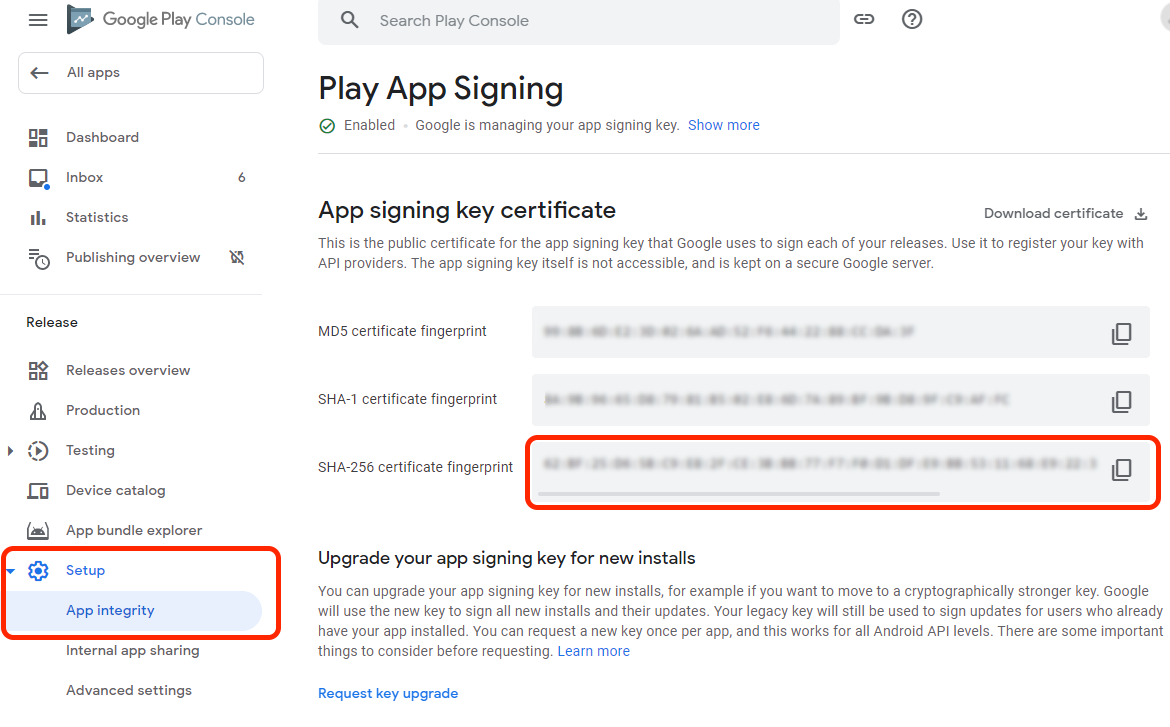 Google Play Console
Search Play Console
All apps
Dashboard
Inbox 6
Statistics
Publishing overview
Release
Releases overview
Production
Testing
Device catalog
App bundle explorer
Setup
App integrity
Internal app sharing
Advanced settings
Play App Signing
Enabled • Google is managing your app signing key. Show more
App signing key certificate
Download certificate
This is the public certificate for the app signing key that Google uses to sign each of your releases. Use it to register your key with
API providers. The app signing key itself is not accessible, and is kept on a secure Google server.
MD5 certificate fingerprint
SHA-1 certificate fingerprint
SHA-256 certificate fingerprint
Upgrade your app signing key for new installs
You can upgrade your app signing key for new installs, for example if you want to move to a cryptographically stronger key. Google
will use the new key to sign all new installs and their updates. Your legacy key will still be used to sign updates for users who already
have your app installed. You can request a new key once per app, and this works for all Android API levels. There are some important
things to consider before requesting. Learn more
Request key upgrade